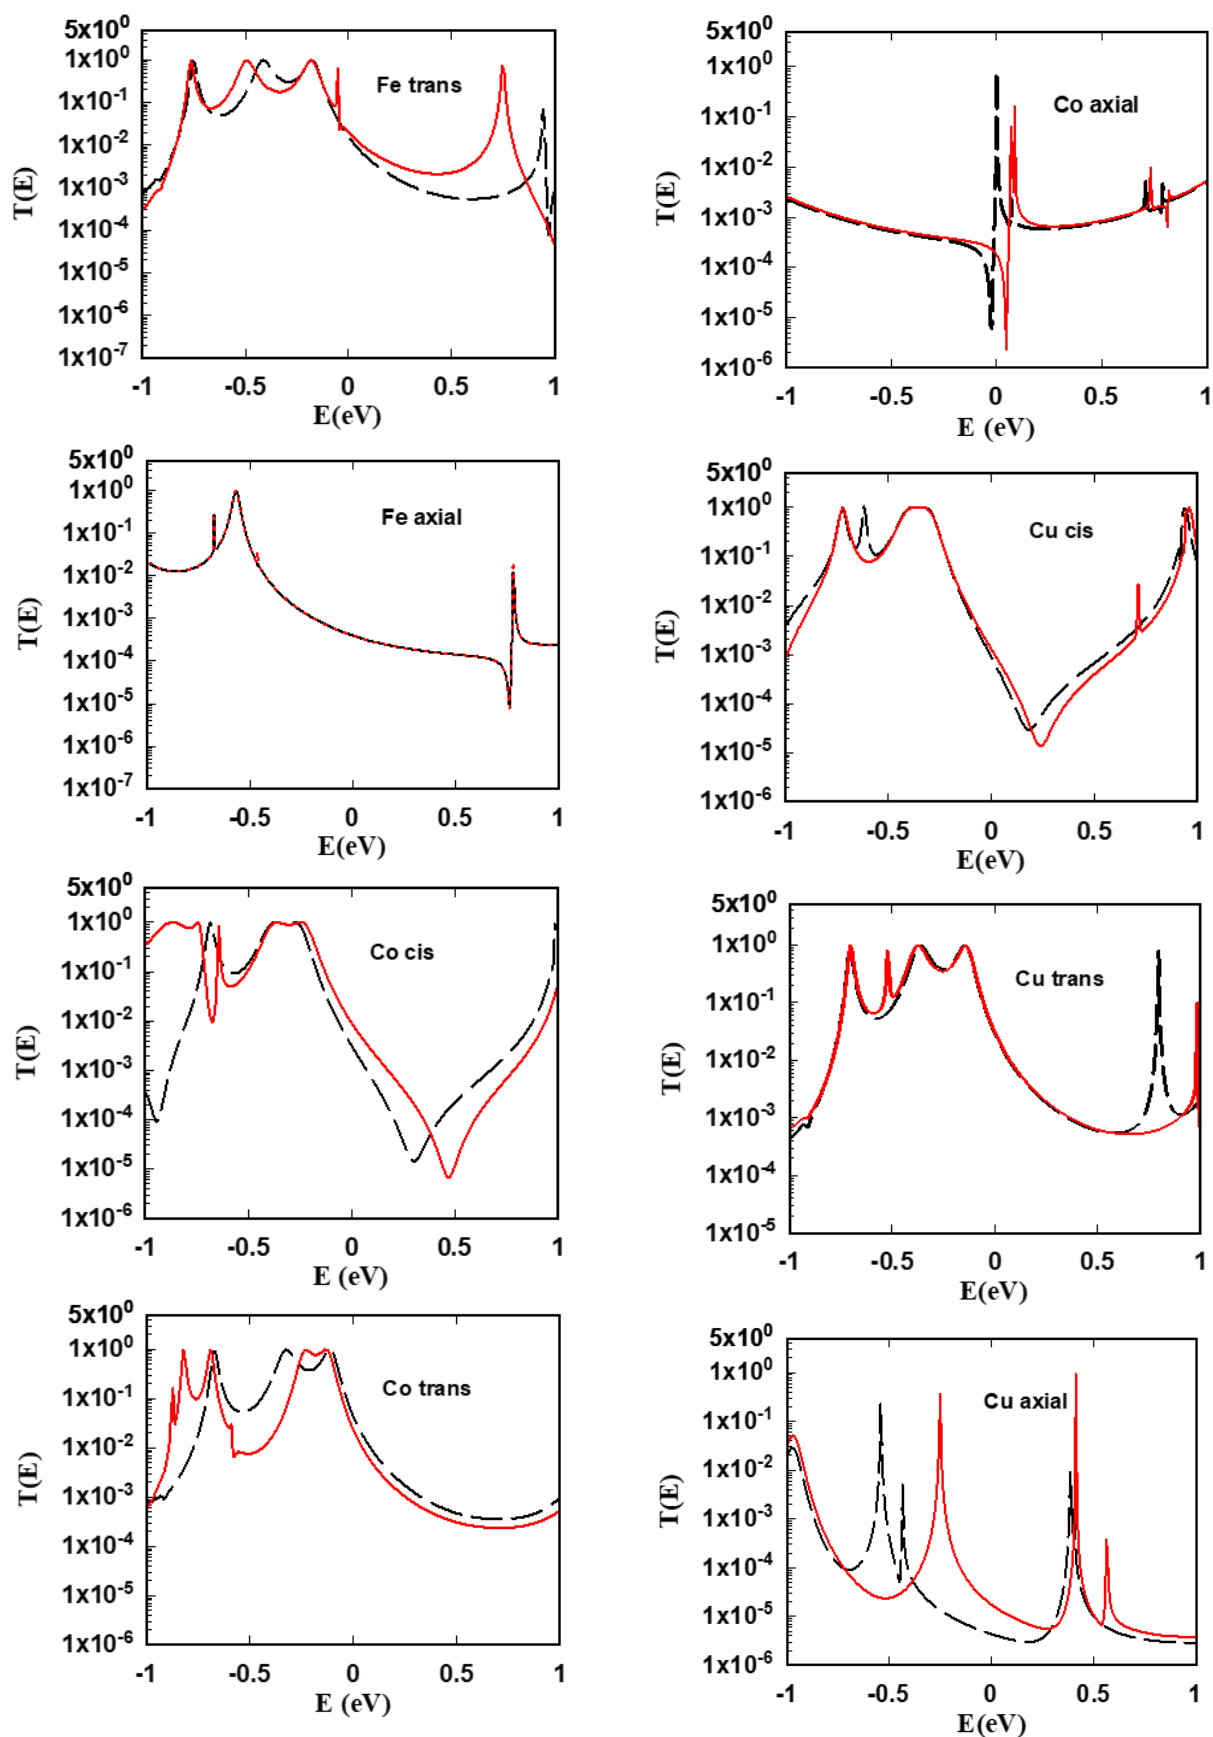 5x10⁰
1x10⁰
1x10⁻¹
1x10⁻²
1x10⁻³
1x10⁻⁴
1x10⁻⁵
1x10⁻⁶
1x10⁻⁷
T(E)
Fe trans
-1 -0.5 0 0.5 1
E(eV)
5x10⁰
1x10⁰
1x10⁻¹
1x10⁻²
1x10⁻³
1x10⁻⁴
1x10⁻⁵
1x10⁻⁶
T(E)
Co axial
-1 -0.5 0 0.5 1
E (eV)
5x10⁰
1x10⁰
1x10⁻¹
1x10⁻²
1x10⁻³
1x10⁻⁴
1x10⁻⁵
1x10⁻⁶
1x10⁻⁷
T(E)
Fe axial
-1 -0.5 0 0.5 1
E(eV)
5x10⁰
1x10⁰
1x10⁻¹
1x10⁻²
1x10⁻³
1x10⁻⁴
1x10⁻⁵
1x10⁻⁶
T(E)
Cu cis
-1 -0.5 0 0.5 1
E(eV)
5x10⁰
1x10⁰
1x10⁻¹
1x10⁻²
1x10⁻³
1x10⁻⁴
1x10⁻⁵
1x10⁻⁶
T(E)
Co cis
-1 -0.5 0 0.5 1
E (eV)
5x10⁰
1x10⁰
1x10⁻¹
1x10⁻²
1x10⁻³
1x10⁻⁴
1x10⁻⁵
T(E)
Cu trans
-1 -0.5 0 0.5 1
E(eV)
5x10⁰
1x10⁰
1x10⁻¹
1x10⁻²
1x10⁻³
1x10⁻⁴
1x10⁻⁵
1x10⁻⁶
T(E)
Co trans
-1 -0.5 0 0.5 1
E (eV)
5x10⁰
1x10⁰
1x10⁻¹
1x10⁻²
1x10⁻³
1x10⁻⁴
1x10⁻⁵
1x10⁻⁶
T(E)
Cu axial
-1 -0.5 0 0.5 1
E(eV)